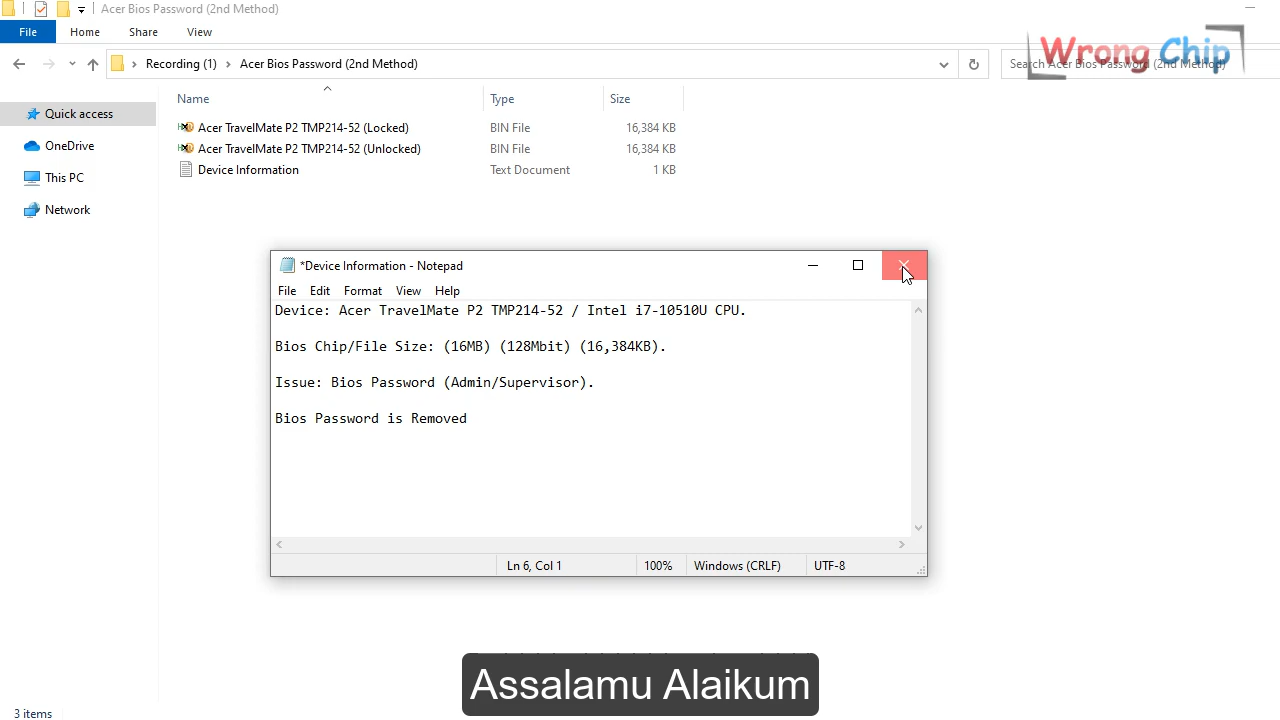 Acer Bios Password (2nd Method)
File Home Share View
Recording (1) Acer Bios Password (2nd Method)
Search Acer Bios Password (2nd Method)
Wrong Chip
Name Type Size
Quick access
OneDrive
This PC
Network
Acer TravelMate P2 TMP214-52 (Locked) BIN File 16,384 KB
Acer TravelMate P2 TMP214-52 (Unlocked) BIN File 16,384 KB
Device Information Text Document 1 KB
*Device Information - Notepad
File Edit Format View Help
Device: Acer TravelMate P2 TMP214-52 / Intel i7-10510U CPU.
Bios Chip/File Size: (16MB) (128Mbit) (16,384KB).
Issue: Bios Password (Admin/Supervisor).
Bios Password is Removed
Ln 6, Col 1 100% Windows (CRLF) UTF-8
Assalamu Alaikum
3 items